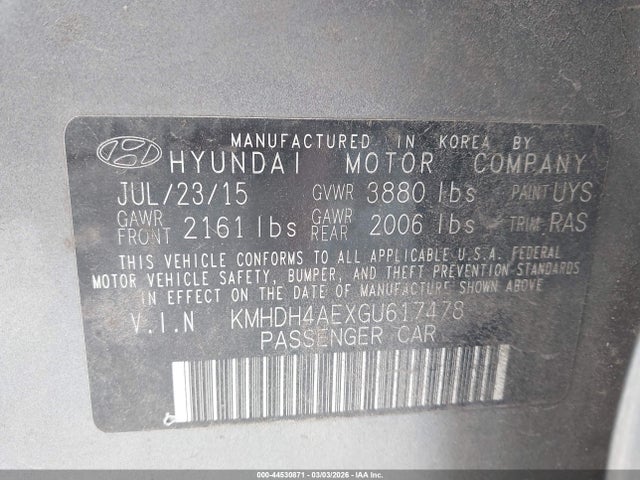 MANUFACTURED IN KOREA BY
HYUNDAI MOTOR COMPANY
JUL/23/15 GVWR 3880 lbs PAINT UYS
GAWR FRONT 2161 lbs GAWR REAR 2006 lbs TRIM RAS
THIS VEHICLE CONFORMS TO ALL APPLICABLE U.S.A. FEDERAL
MOTOR VEHICLE SAFETY, BUMPER, AND THEFT PREVENTION STANDARDS
IN EFFECT ON THE DATE OF MANUFACTURE SHOWN ABOVE
V.I.N KMHDH4AEXGU617478
PASSENGER CAR
000-44530871 - 03/03/2026 - IAA Inc.